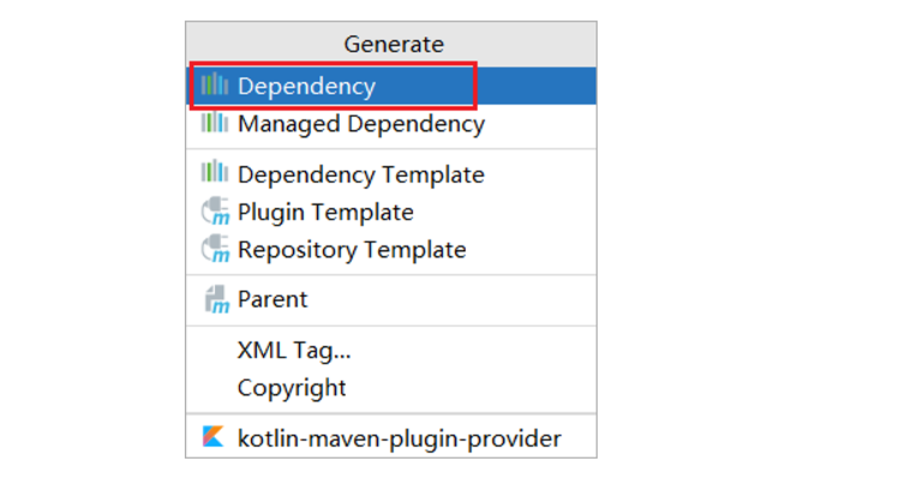 Generate
Dependency
Managed Dependency
Dependency Template
Plugin Template
Repository Template
Parent
XML Tag...
Copyright
kotlin-maven-plugin-provider